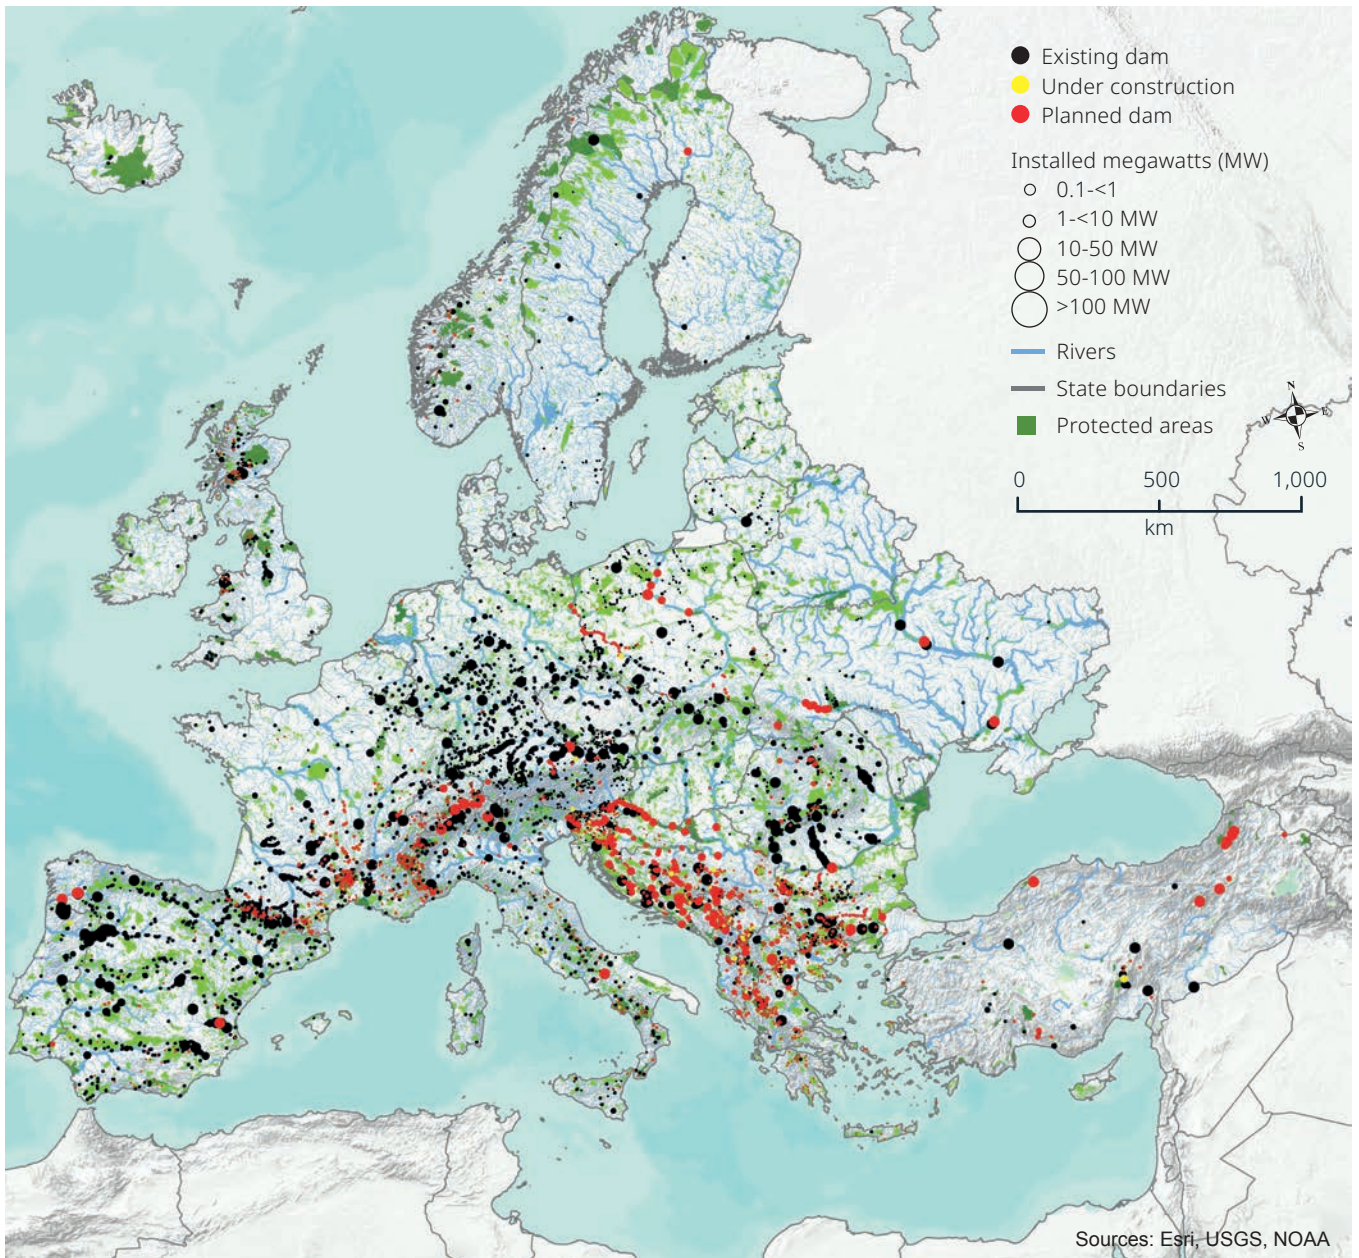 Existing dam
Under construction
Planned dam
Installed megawatts (MW)
0.1-<1
1-<10 MW
10-50 MW
50-100 MW
>100 MW
Rivers
State boundaries
Protected areas
N
W E
S
0 500 1,000
km
Sources: Esri, USGS, NOAA